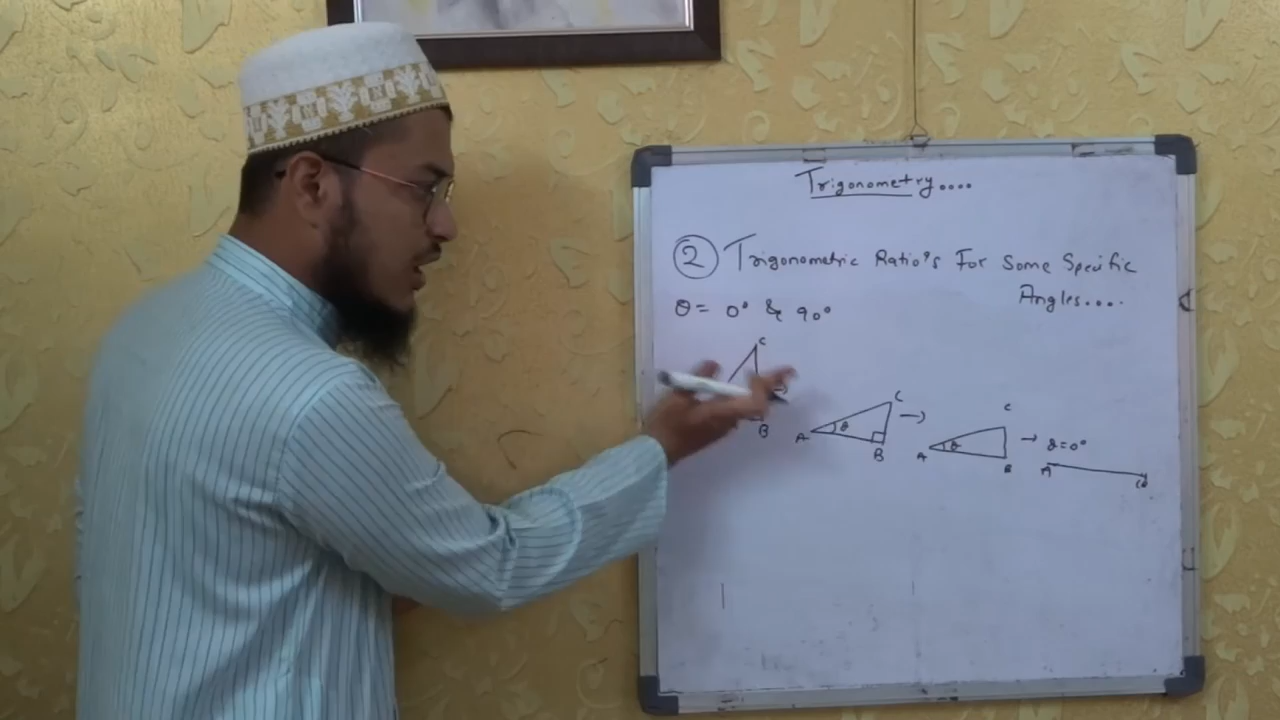 Trigonometry....
② Trigonometric Ratio's For Some Specific
Angles....
θ = 0° & 90°
C
B
A θ B C →
A θ B C → θ=0°
A